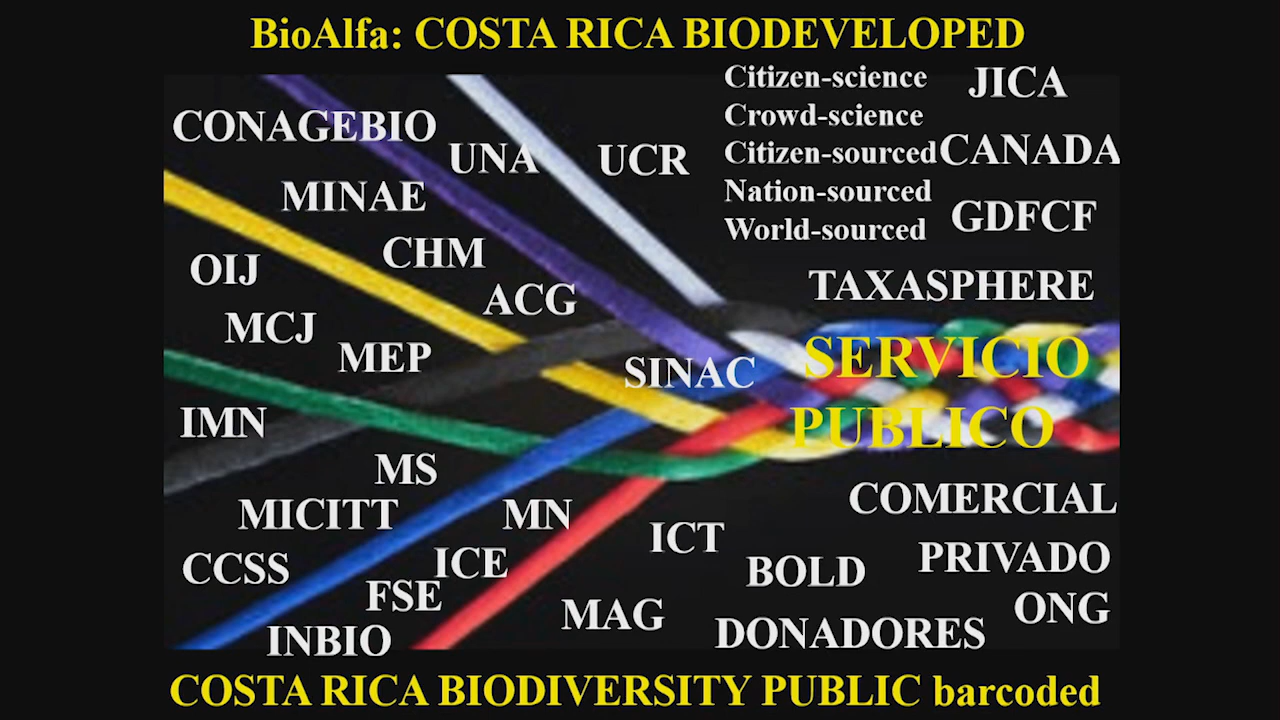 BioAlfa: COSTA RICA BIODEVELOPED
Citizen-science
JICA
Crowd-science
CONAGEBIO
UNA
UCR
Citizen-sourced
CANADA
MINAE
Nation-sourced
GDFCF
World-sourced
CHM
OIJ
ACG
TAXASPHERE
MCJ
MEP
SINAC
SERVICIO
PUBLICO
IMN
MS
COMERCIAL
MICITT
MN
ICT
PRIVADO
CCSS
ICE
BOLD
FSE
MAG
ONG
INBIO
DONADORES
COSTA RICA BIODIVERSITY PUBLIC barcoded